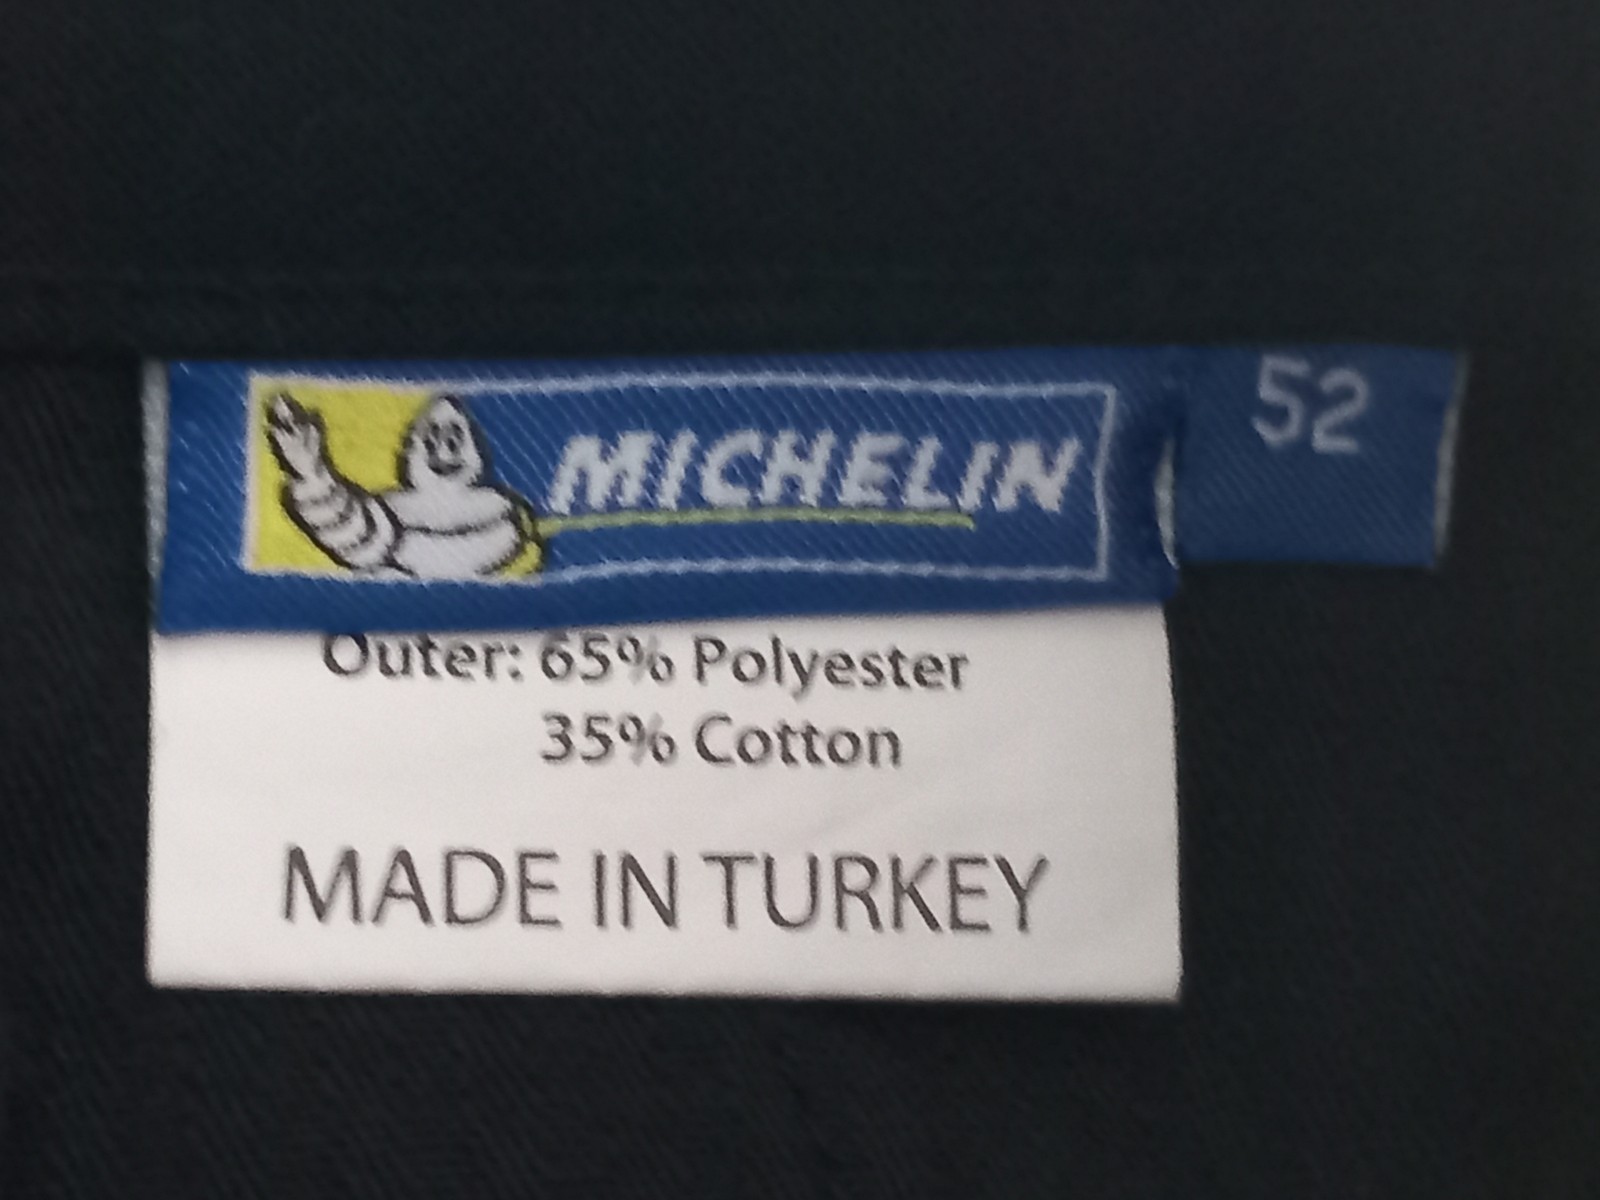 MICHELIN
52
Outer: 65% Polyester
35% Cotton
MADE IN TURKEY